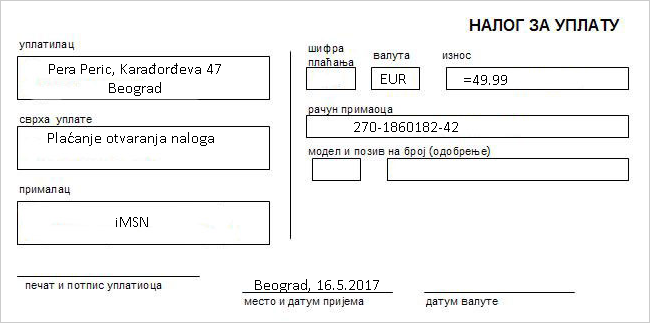 НАЛОГ ЗА УПЛАТУ
уплатилац
Pera Peric, Karađorđeva 47
Beograd
сврха уплате
Plaćanje otvaranja naloga
прималац
iMSN
печат и потпис уплатиоца
шифра
плаћања
валута
износ
EUR
=49.99
рачун примаоца
270-1860182-42
модел и позив на број (одобрење)
Beograd, 16.5.2017
место и датум пријема
датум валуте